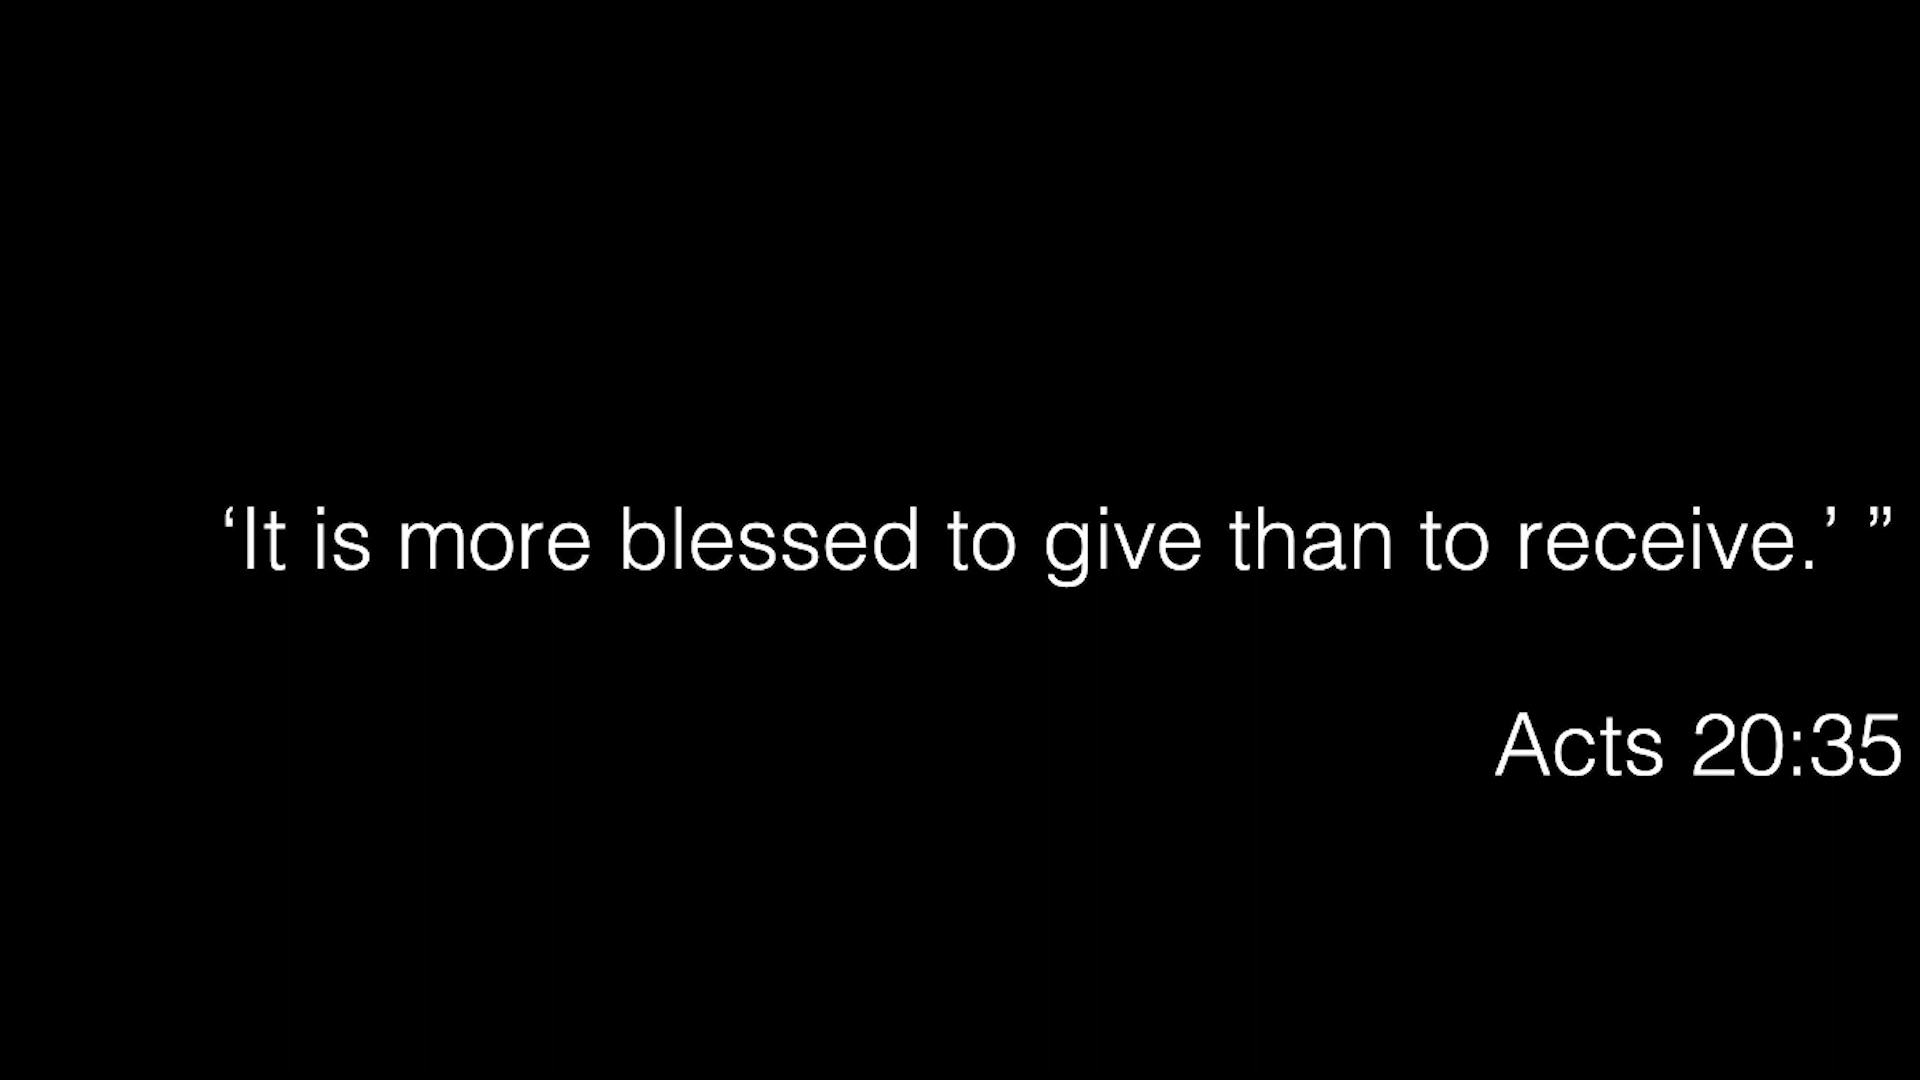 ‘It is more blessed to give than to receive.’ ”
Acts 20:35